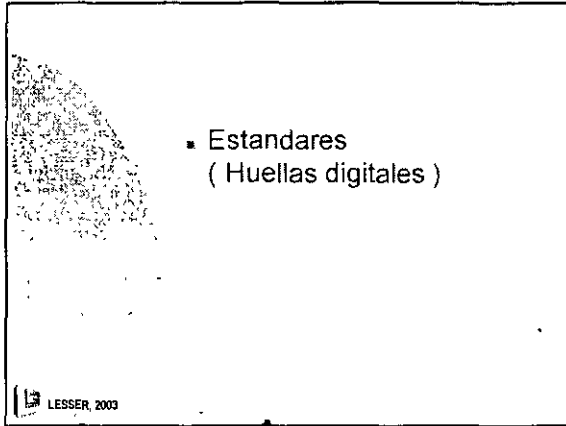 ▪ Estandares
( Huellas digitales )
LESSER, 2003